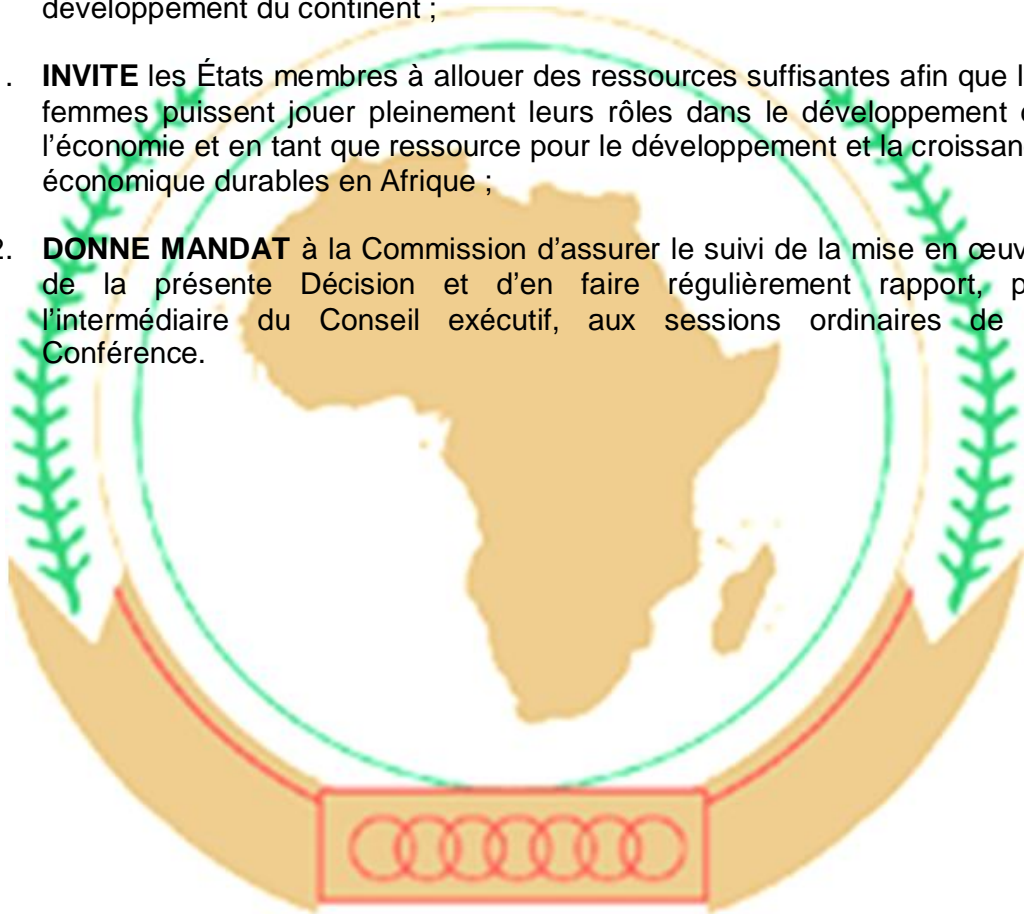 développement du continent ;
. INVITE les États membres à allouer des ressources suffisantes afin que
femmes puissent jouer pleinement leurs rôles dans le développement
l’économie et en tant que ressource pour le développement et la
économique durables en Afrique ;
2. DONNE MANDAT à la Commission d’assurer le suivi de la mise en
de la présente Décision et d’en faire régulièrement rapport,
l’intermédiaire du Conseil exécutif, aux sessions ordinaires de
Conférence.